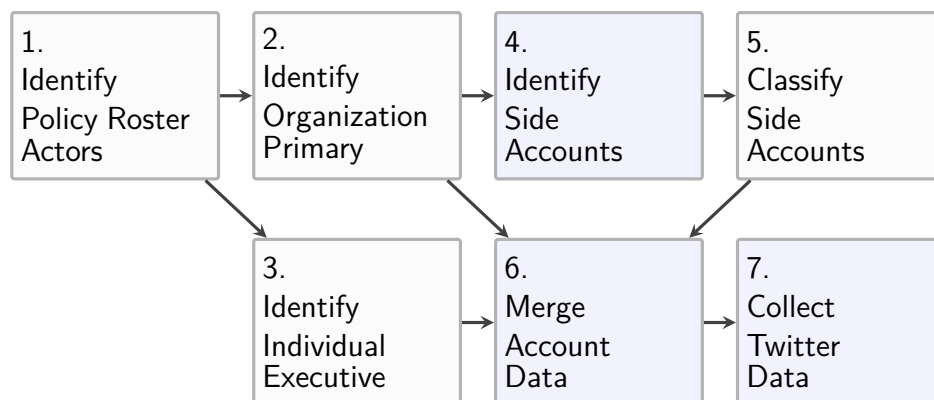 1.
Identify
Policy Roster
Actors
2.
Identify
Organization
Primary
4.
Identify
Side
Accounts
5.
Classify
Side
Accounts
3.
Identify
Individual
Executive
6.
Merge
Account
Data
7.
Collect
Twitter
Data